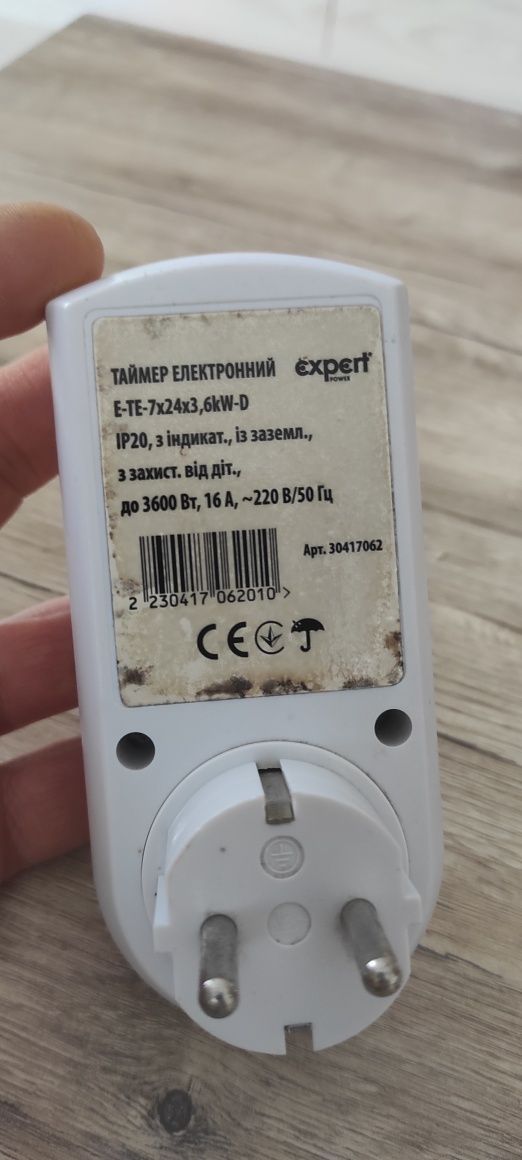 ТАЙМЕР ЕЛЕКТРОННИЙ expert
POWER
E-TE-7x24x3,6kW-D
IP20, з індикат., із заземл.,
з захист. від діт.,
до 3600 Вт, 16 А, ~220 В/50 Гц
Арт. 30417062
2 230417 062010 >
CE